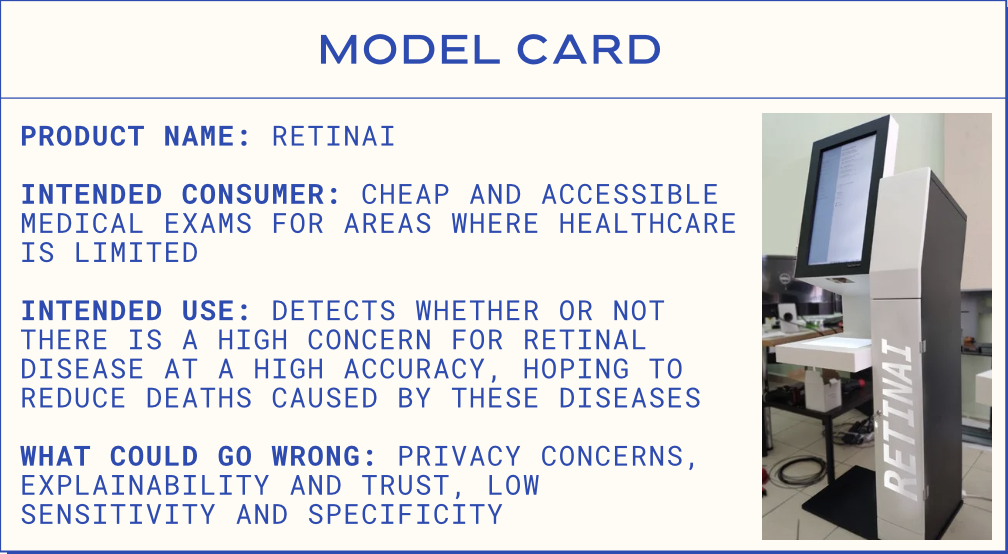 MODEL CARD
PRODUCT NAME: RETINAI
INTENDED CONSUMER: CHEAP AND ACCESSIBLE
MEDICAL EXAMS FOR AREAS WHERE HEALTHCARE
IS LIMITED
INTENDED USE: DETECTS WHETHER OR NOT
THERE IS A HIGH CONCERN FOR RETINAL
DISEASE AT A HIGH ACCURACY, HOPING TO
REDUCE DEATHS CAUSED BY THESE DISEASES
WHAT COULD GO WRONG: PRIVACY CONCERNS,
EXPLAINABILITY AND TRUST, LOW
SENSITIVITY AND SPECIFICITY
RETINAI